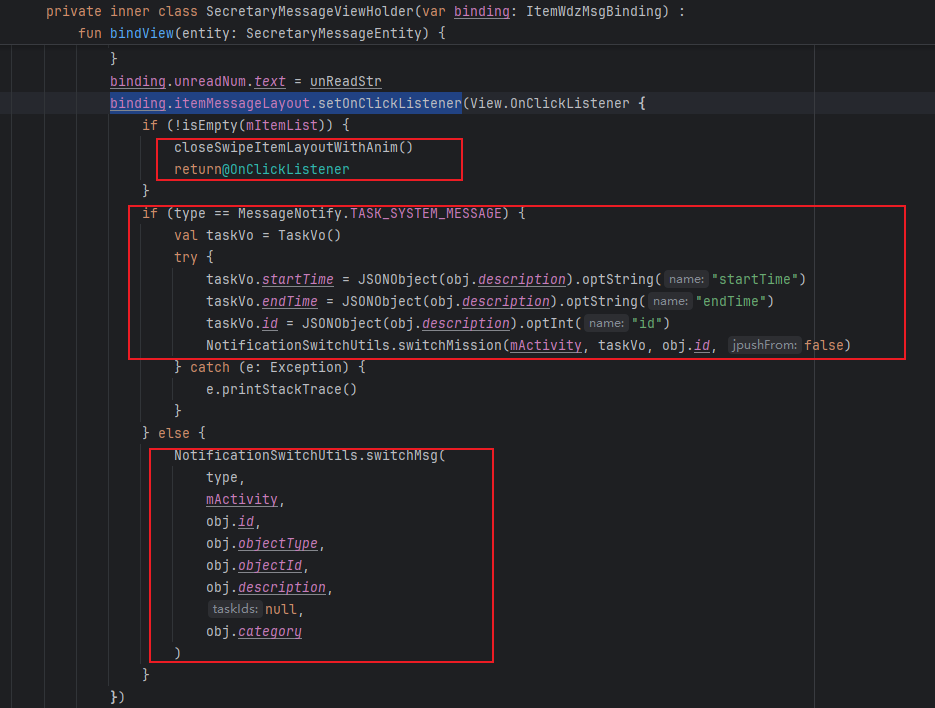 private inner class SecretaryMessageViewHolder(var binding: ItemWdzMsgBinding) :
fun bindView(entity: SecretaryMessageEntity) {
}
binding.unreadNum.text = unReadStr
binding.itemMessageLayout.setOnClickListener(View.OnClickListener {
if (!isEmpty(mItemList)) {
closeSwipeItemLayoutWithAnim()
return@OnClickListener
}
if (type == MessageNotify.TASK_SYSTEM_MESSAGE) {
val taskVo = TaskVo()
try {
taskVo.startTime = JSONObject(obj.description).optString( name: "startTime")
taskVo.endTime = JSONObject(obj.description).optString( name: "endTime")
taskVo.id = JSONObject(obj.description).optInt( name: "id")
NotificationSwitchUtils.switchMission(mActivity, taskVo, obj.id, jpushFrom: false)
} catch (e: Exception) {
e.printStackTrace()
}
} else {
NotificationSwitchUtils.switchMsg(
type,
mActivity,
obj.id,
obj.objectType,
obj.objectId,
obj.description,
taskIds: null,
obj.category
)
}
})